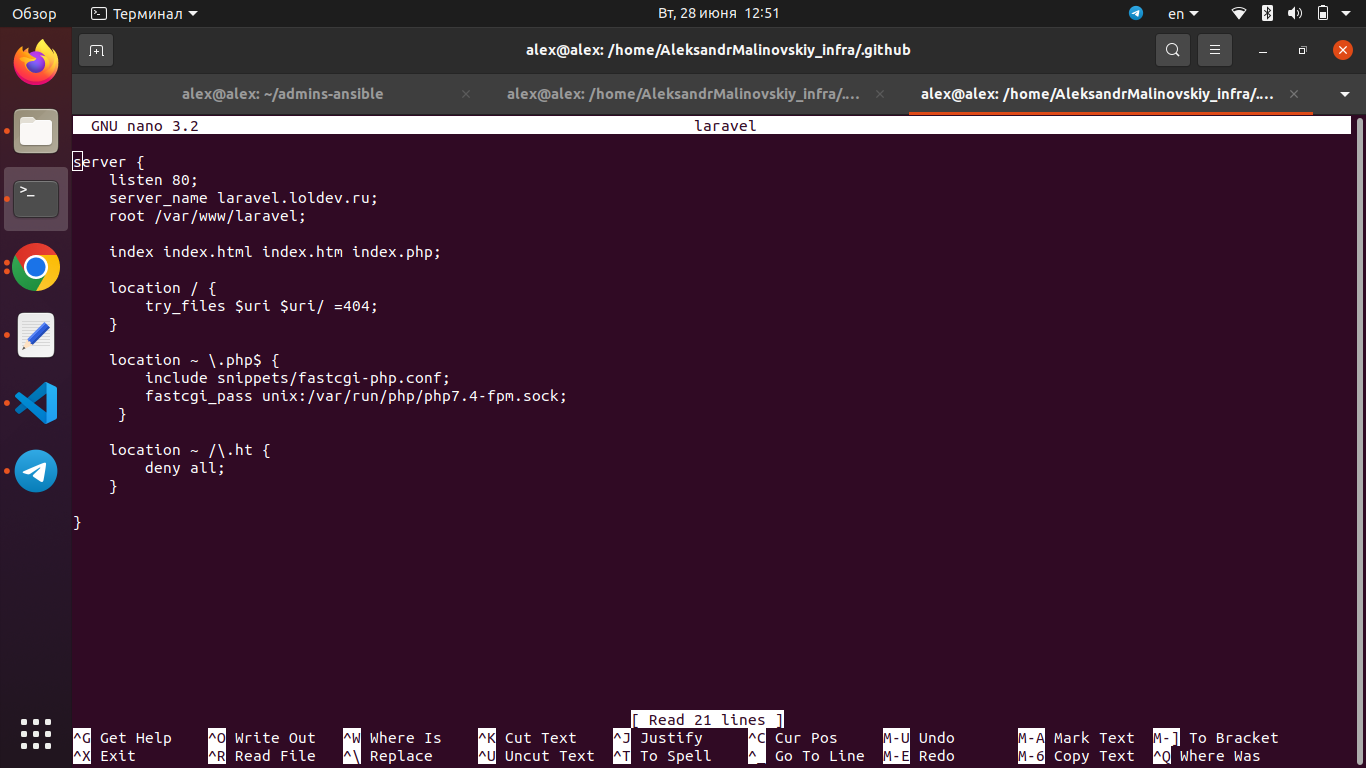 Обзор Терминал Вт, 28 июня 12:51 en
alex@alex: /home/AleksandrMalinovskiy_infra/.github
alex@alex: ~/admins-ansible alex@alex: /home/AleksandrMalinovskiy_infra/.… alex@alex: /home/AleksandrMalinovskiy_infra/.…
GNU nano 3.2 laravel
server {
    listen 80;
    server_name laravel.loldev.ru;
    root /var/www/laravel;
    index index.html index.htm index.php;
    location / {
        try_files $uri $uri/ =404;
    }
    location ~ \.php$ {
        include snippets/fastcgi-php.conf;
        fastcgi_pass unix:/var/run/php/php7.4-fpm.sock;
     }
    location ~ /\.ht {
        deny all;
    }
}
[ Read 21 lines ]
^G Get Help ^O Write Out ^W Where Is ^K Cut Text ^J Justify ^C Cur Pos M-U Undo M-A Mark Text M-] To Bracket
^X Exit ^R Read File ^\ Replace ^U Uncut Text ^T To Spell ^_ Go To Line M-E Redo M-6 Copy Text ^Q Where Was